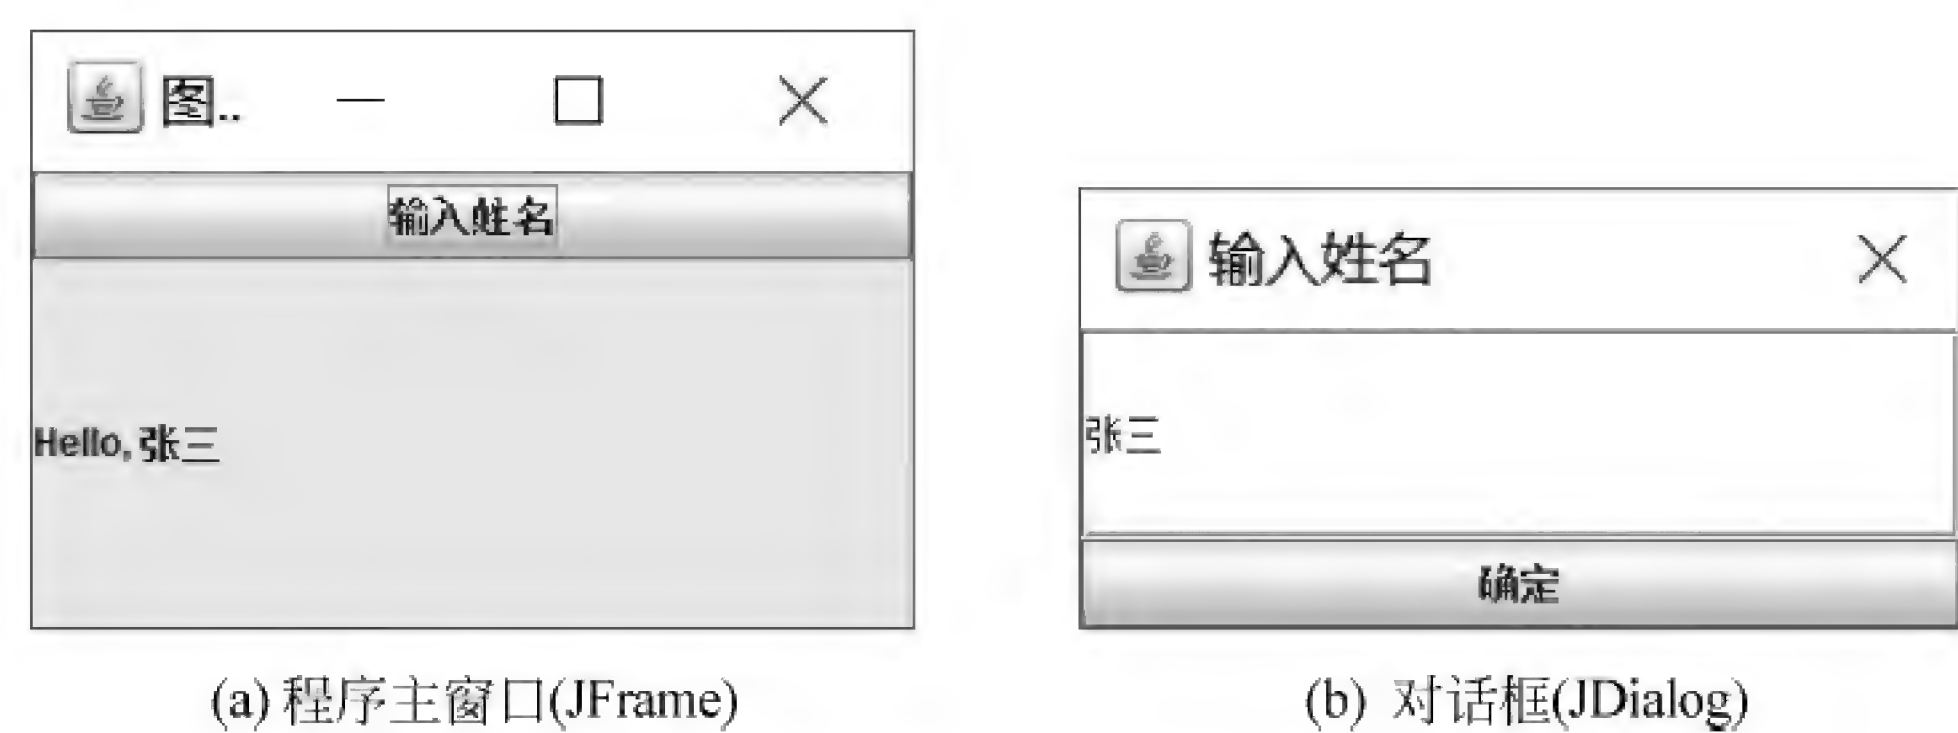 图..
输入姓名
Hello, 张三
(a) 程序主窗口(JFrame)
输入姓名
张三
确定
(b) 对话框(JDialog)